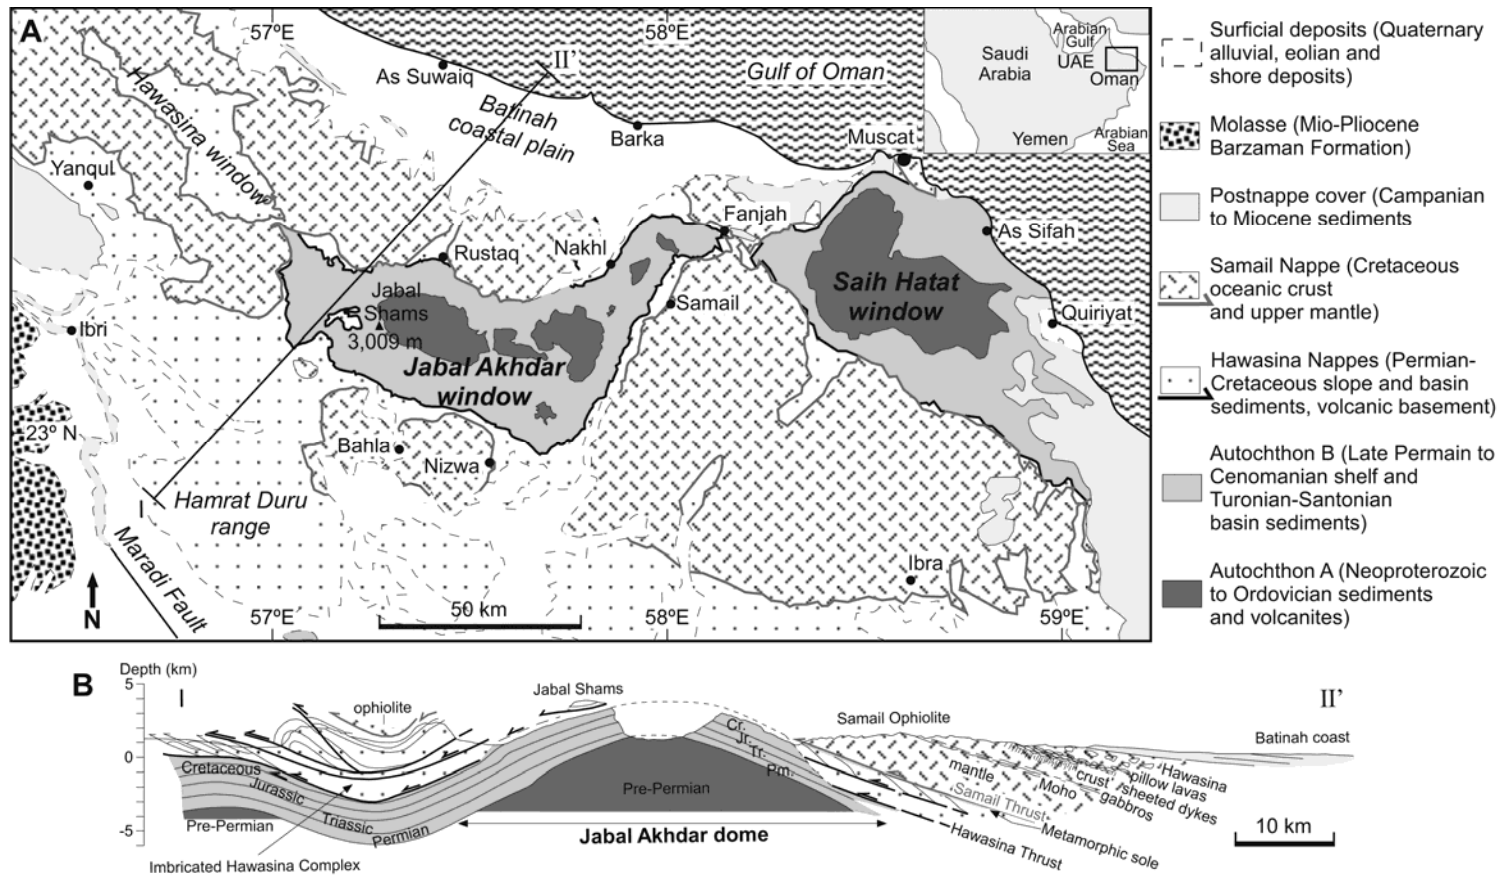 A
57ºE
58ºE
II’
As Suwaiq
Gulf of Oman
Batinah
coastal plain
Barka
Muscat
Hawasina window
Yanqul
Fanjah
As Sifah
Rustaq
Nakhl
Saih Hatat
window
Jabal
Shams
3,009 m
Samail
Quiriyat
Ibri
Jabal Akhdar
window
23º N
Bahla
Nizwa
I
Hamrat Duru
range
Maradi Fault
Ibra
N
57ºE
50 km
58ºE
59ºE
Saudi
Arabia
Arabian
Gulf
UAE
Oman
Yemen
Arabian
Sea
Surficial deposits (Quaternary
alluvial, eolian and
shore deposits)
Molasse (Mio-Pliocene
Barzaman Formation)
Postnappe cover (Campanian
to Miocene sediments
Samail Nappe (Cretaceous
oceanic crust
and upper mantle)
Hawasina Nappes (Permian-
Cretaceous slope and basin
sediments, volcanic basement)
Autochthon B (Late Permain to
Cenomanian shelf and
Turonian-Santonian
basin sediments)
Autochthon A (Neoproterozoic
to Ordovician sediments
and volcanites)
B
Depth (km)
5
0
-5
I
II’
ophiolite
Jabal Shams
Samail Ophiolite
Batinah coast
Cr.
Jr.
Tr.
Pm.
Cretaceous
Jurassic
Triassic
Permian
Pre-Permian
Pre-Permian
mantle
Moho
crust
gabbros
sheeted dykes
pillow lavas
Hawasina
Samail Thrust
Metamorphic sole
Hawasina Thrust
Jabal Akhdar dome
Imbricated Hawasina Complex
10 km